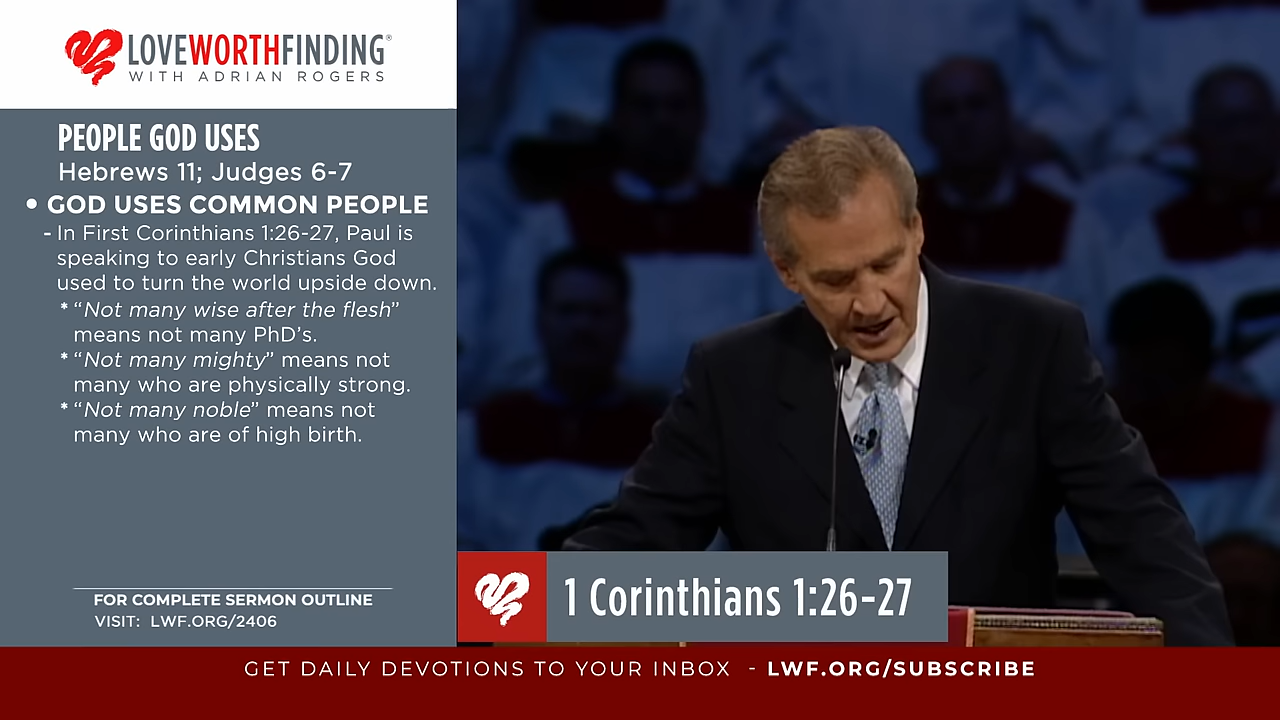 LOVEWORTHFINDING®
WITH ADRIAN ROGERS
PEOPLE GOD USES
Hebrews 11; Judges 6-7
• GOD USES COMMON PEOPLE
- In First Corinthians 1:26-27, Paul is
speaking to early Christians God
used to turn the world upside down.
* “Not many wise after the flesh”
means not many PhD’s.
* “Not many mighty” means not
many who are physically strong.
* “Not many noble” means not
many who are of high birth.
FOR COMPLETE SERMON OUTLINE
VISIT: LWF.ORG/2406
1 Corinthians 1:26-27
GET DAILY DEVOTIONS TO YOUR INBOX - LWF.ORG/SUBSCRIBE